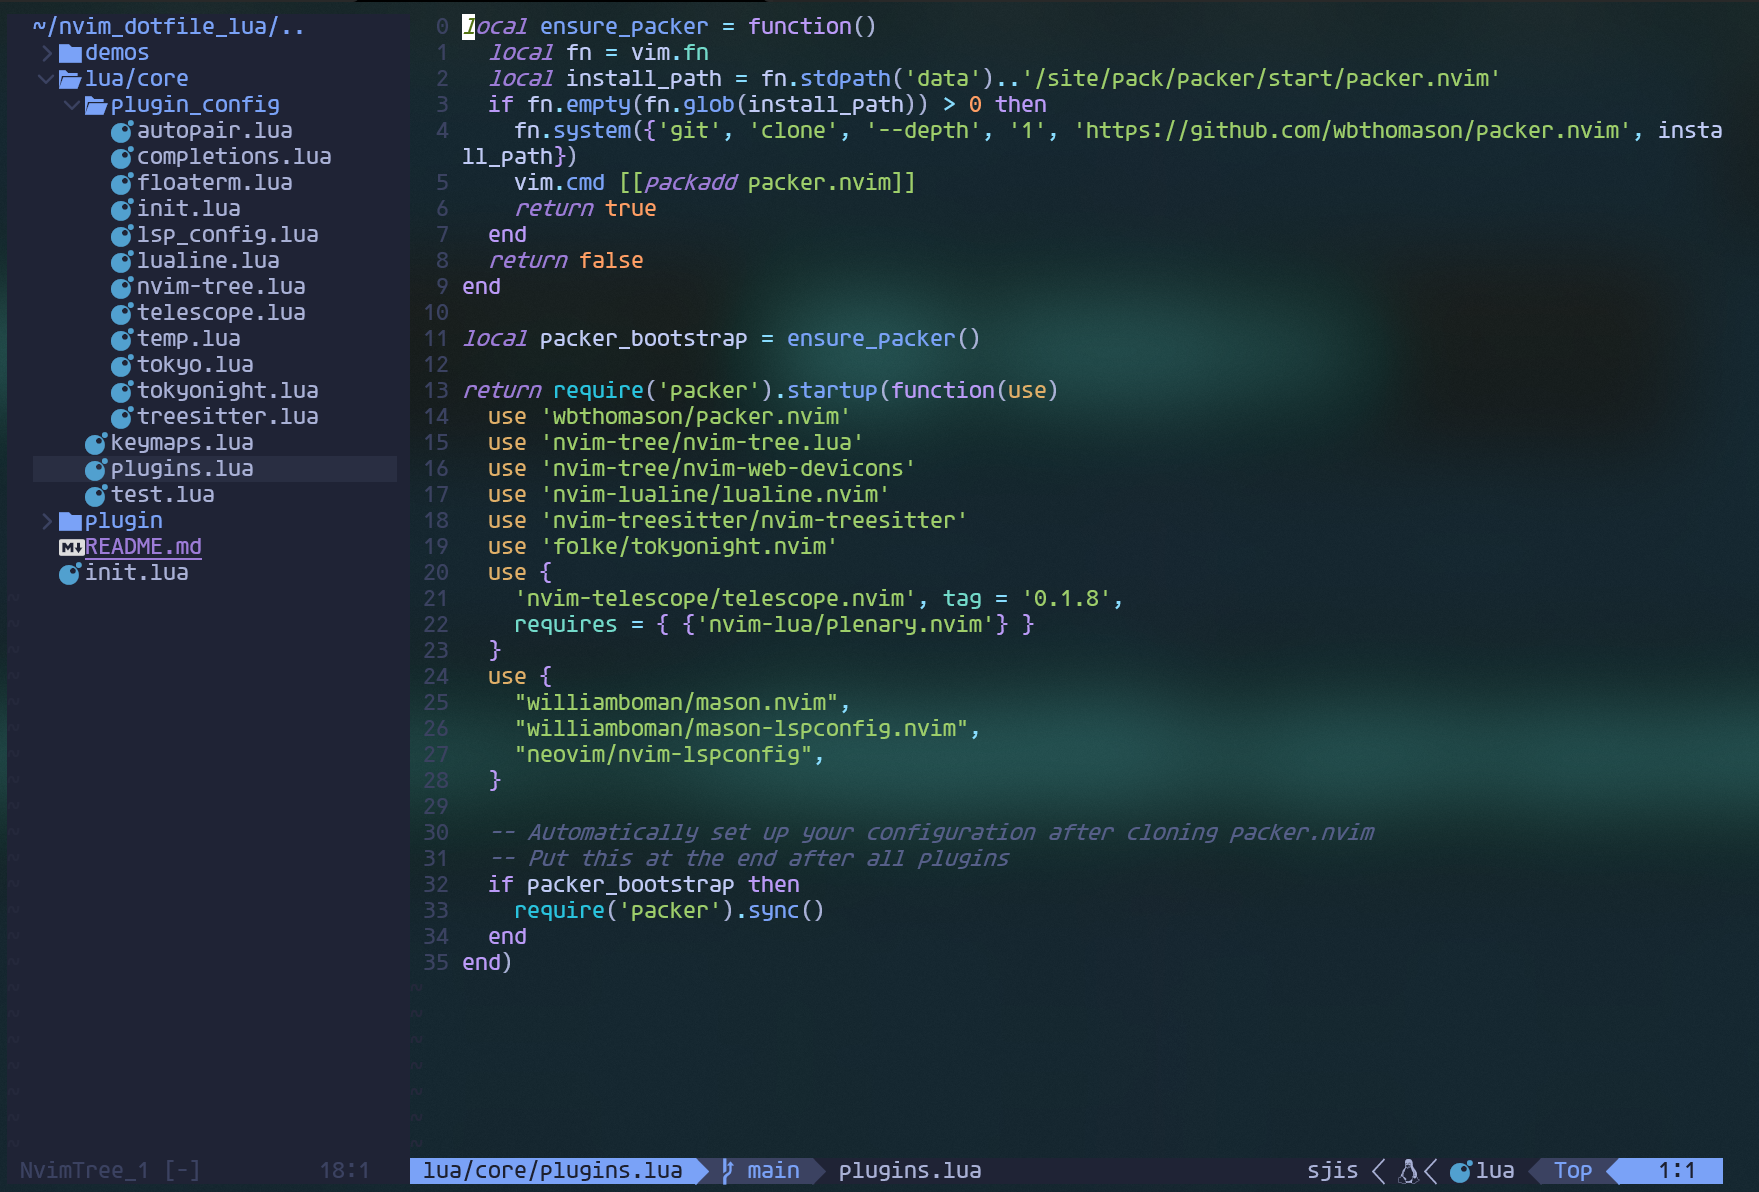 ~/nvim_dotfile_lua/..
demos
lua/core
plugin_config
autopair.lua
completions.lua
floaterm.lua
init.lua
lsp_config.lua
lualine.lua
nvim-tree.lua
telescope.lua
temp.lua
tokyo.lua
tokyonight.lua
treesitter.lua
keymaps.lua
plugins.lua
test.lua
plugin
M↓ README.md
init.lua
NvimTree_1 [-] 18:1
0 local ensure_packer = function()
1   local fn = vim.fn
2   local install_path = fn.stdpath('data')..'/site/pack/packer/start/packer.nvim'
3   if fn.empty(fn.glob(install_path)) > 0 then
4     fn.system({'git', 'clone', '--depth', '1', 'https://github.com/wbthomason/packer.nvim', insta
ll_path})
5     vim.cmd [[packadd packer.nvim]]
6     return true
7   end
8   return false
9 end
10
11 local packer_bootstrap = ensure_packer()
12
13 return require('packer').startup(function(use)
14   use 'wbthomason/packer.nvim'
15   use 'nvim-tree/nvim-tree.lua'
16   use 'nvim-tree/nvim-web-devicons'
17   use 'nvim-lualine/lualine.nvim'
18   use 'nvim-treesitter/nvim-treesitter'
19   use 'folke/tokyonight.nvim'
20   use {
21     'nvim-telescope/telescope.nvim', tag = '0.1.8',
22     requires = { {'nvim-lua/plenary.nvim'} }
23   }
24   use {
25     "williamboman/mason.nvim",
26     "williamboman/mason-lspconfig.nvim",
27     "neovim/nvim-lspconfig",
28   }
29
30   -- Automatically set up your configuration after cloning packer.nvim
31   -- Put this at the end after all plugins
32   if packer_bootstrap then
33     require('packer').sync()
34   end
35 end)
lua/core/plugins.lua main plugins.lua sjis lua Top 1:1